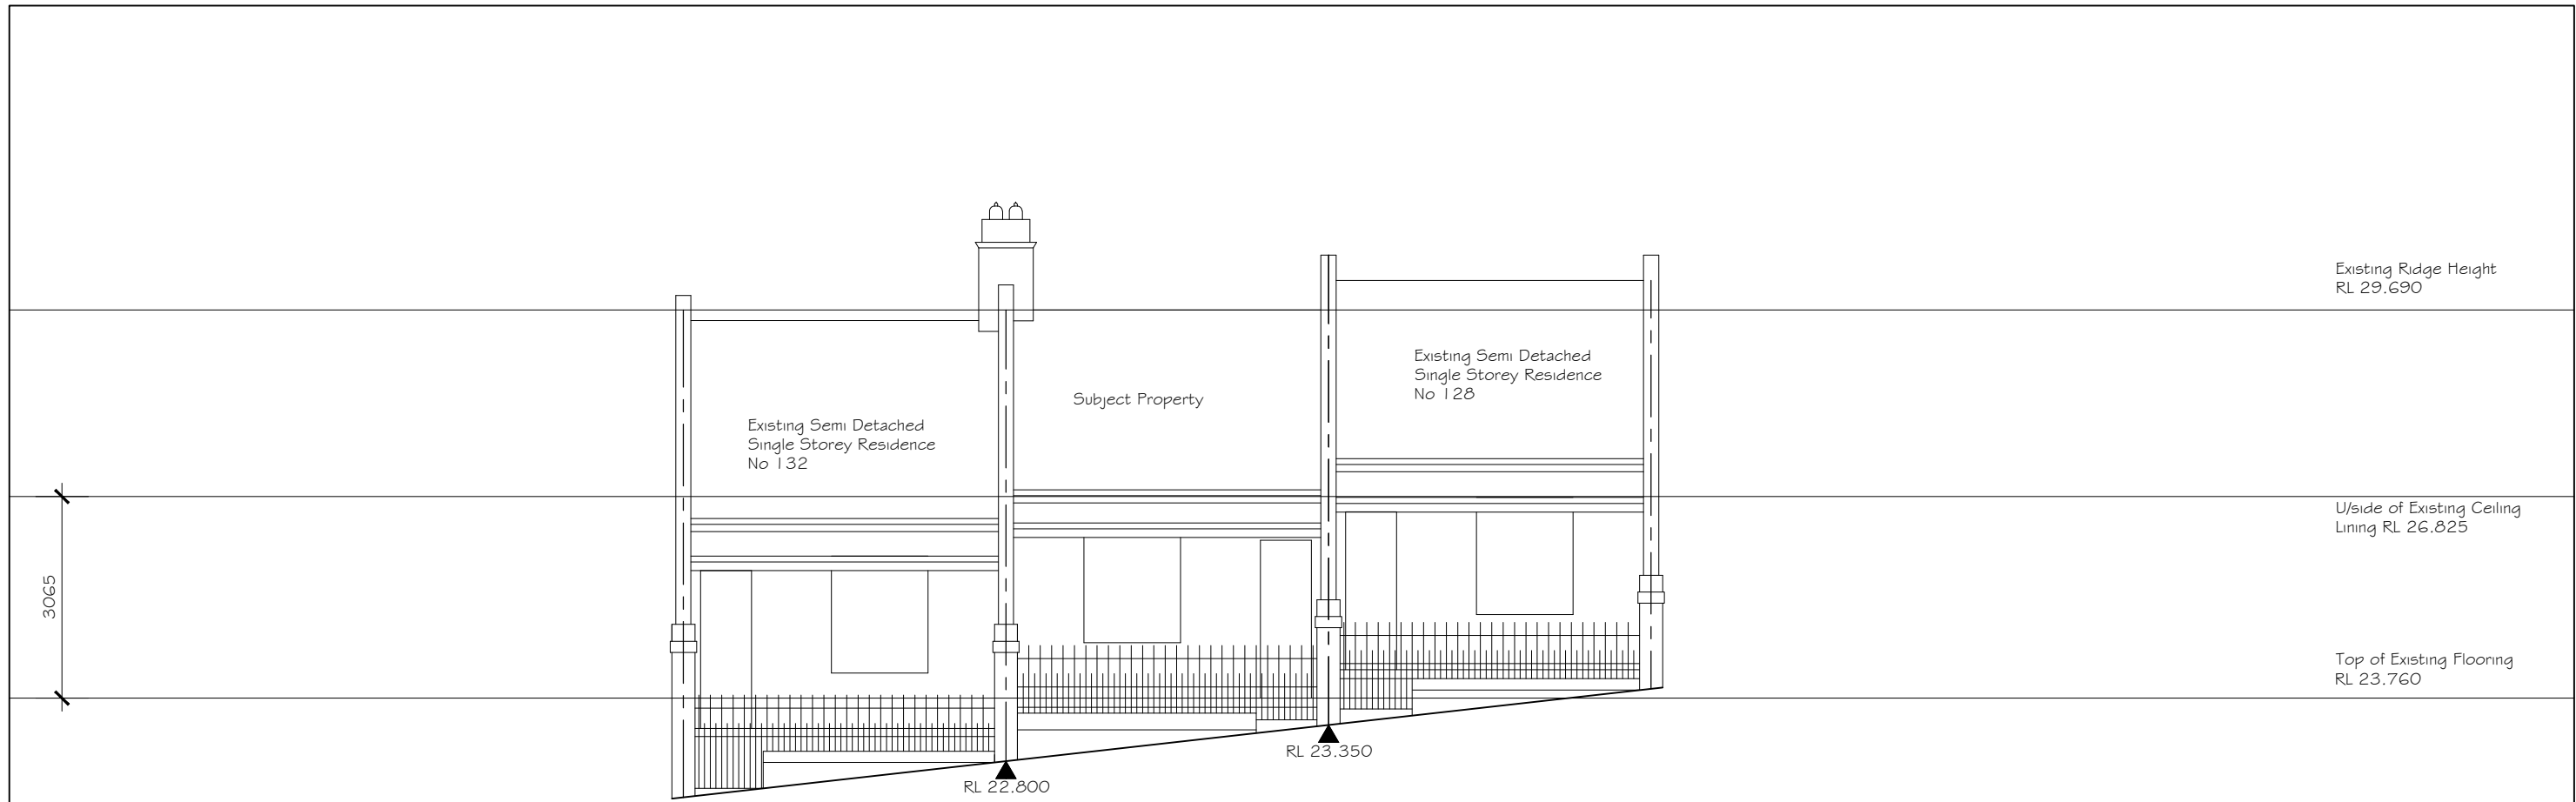 Existing Ridge Height
RL 29.690
Existing Semi Detached
Single Storey Residence
No 128
Subject Property
Existing Semi Detached
Single Storey Residence
No 132
U/side of Existing Ceiling
Lining RL 26.825
3065
Top of Existing Flooring
RL 23.760
RL 23.350
RL 22.800